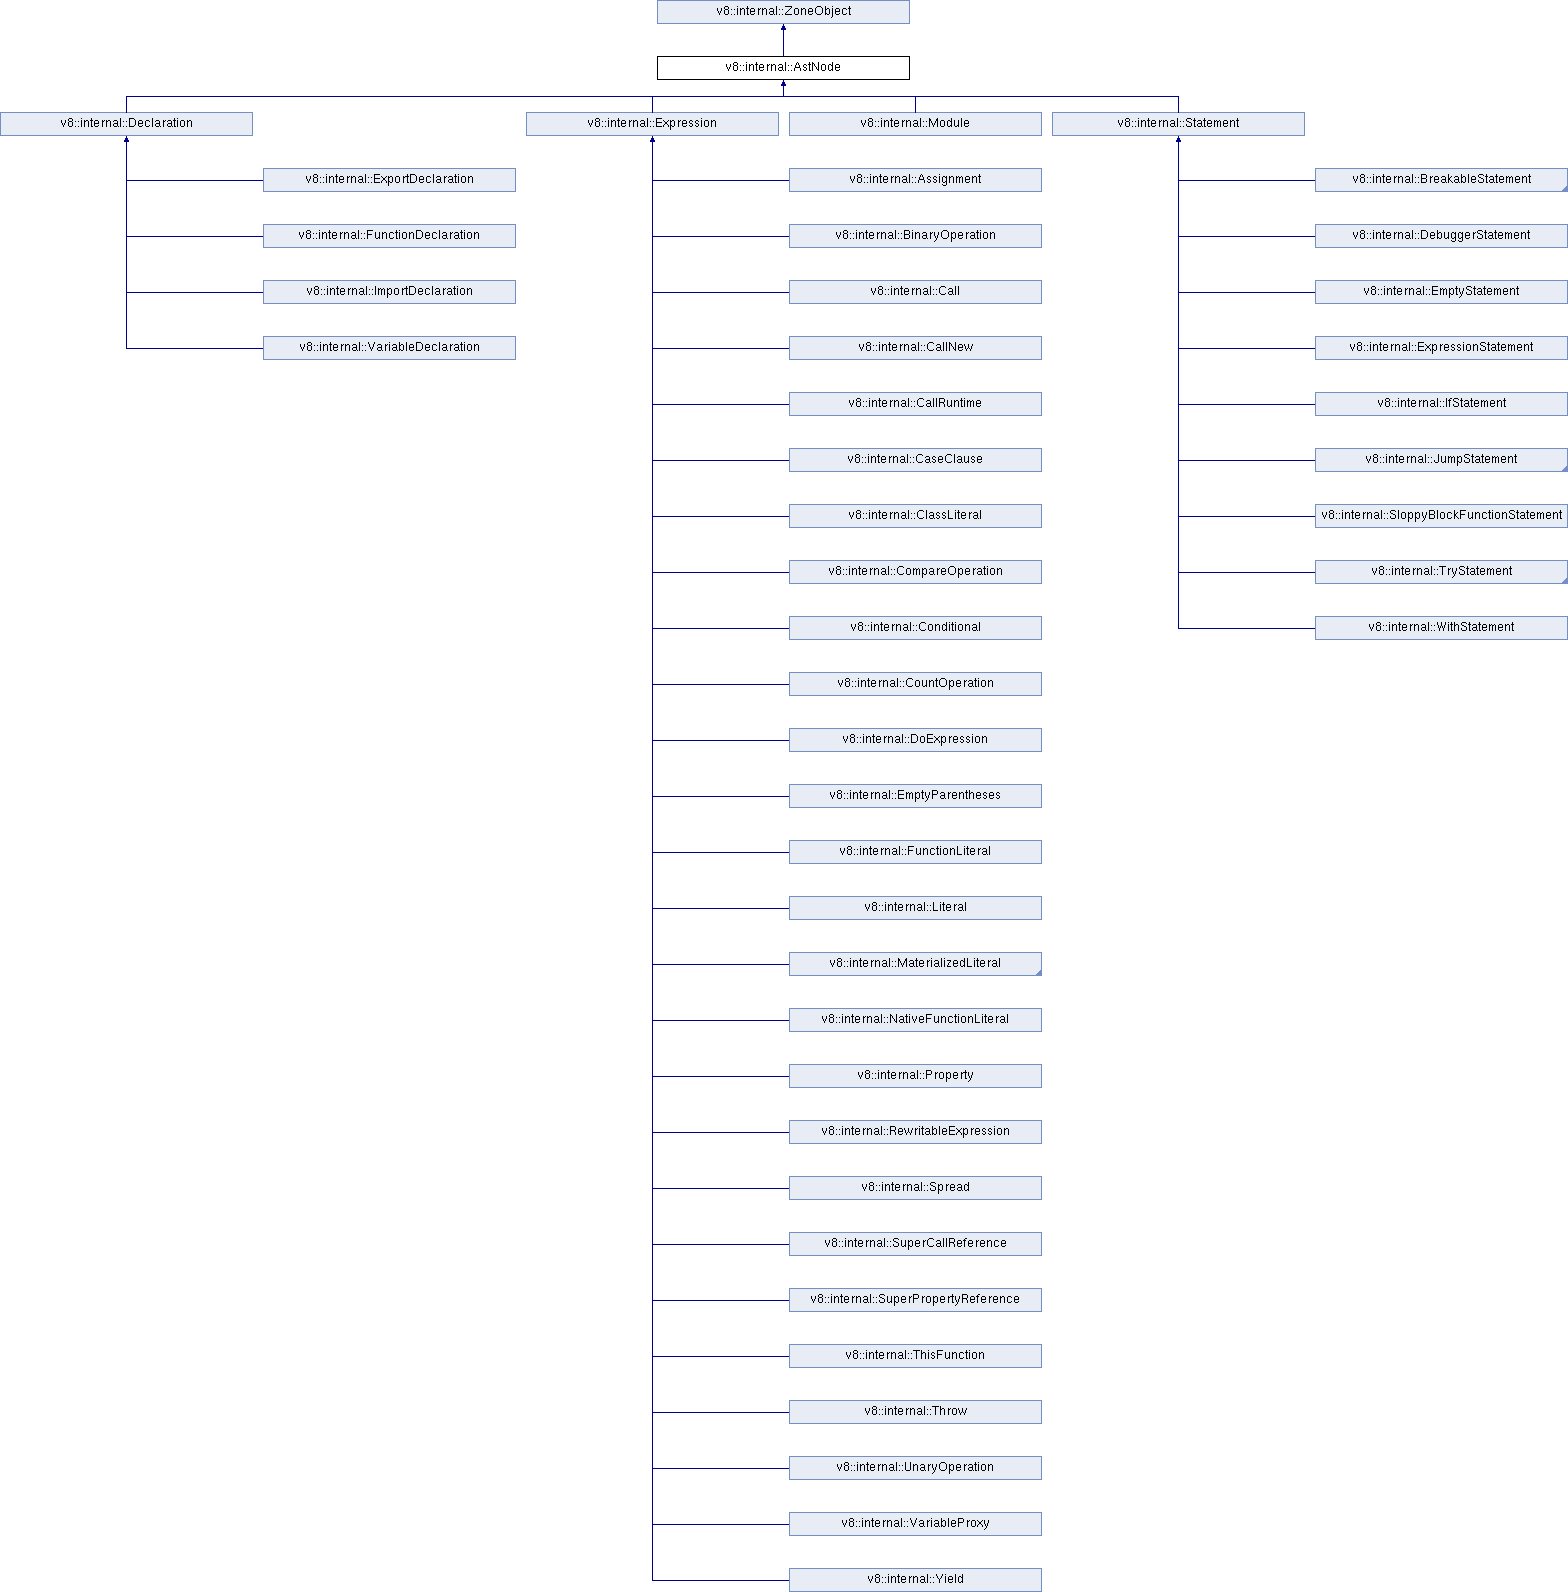 v8::internal::ZoneObject
v8::internal::AstNode
v8::internal::Declaration
v8::internal::Expression
v8::internal::Module
v8::internal::Statement
v8::internal::ExportDeclaration
v8::internal::Assignment
v8::internal::BreakableStatement
v8::internal::FunctionDeclaration
v8::internal::BinaryOperation
v8::internal::DebuggerStatement
v8::internal::ImportDeclaration
v8::internal::Call
v8::internal::EmptyStatement
v8::internal::VariableDeclaration
v8::internal::CallNew
v8::internal::ExpressionStatement
v8::internal::CallRuntime
v8::internal::IfStatement
v8::internal::CaseClause
v8::internal::JumpStatement
v8::internal::ClassLiteral
v8::internal::SloppyBlockFunctionStatement
v8::internal::CompareOperation
v8::internal::TryStatement
v8::internal::Conditional
v8::internal::WithStatement
v8::internal::CountOperation
v8::internal::DoExpression
v8::internal::EmptyParentheses
v8::internal::FunctionLiteral
v8::internal::Literal
v8::internal::MaterializedLiteral
v8::internal::NativeFunctionLiteral
v8::internal::Property
v8::internal::RewritableExpression
v8::internal::Spread
v8::internal::SuperCallReference
v8::internal::SuperPropertyReference
v8::internal::ThisFunction
v8::internal::Throw
v8::internal::UnaryOperation
v8::internal::VariableProxy
v8::internal::Yield